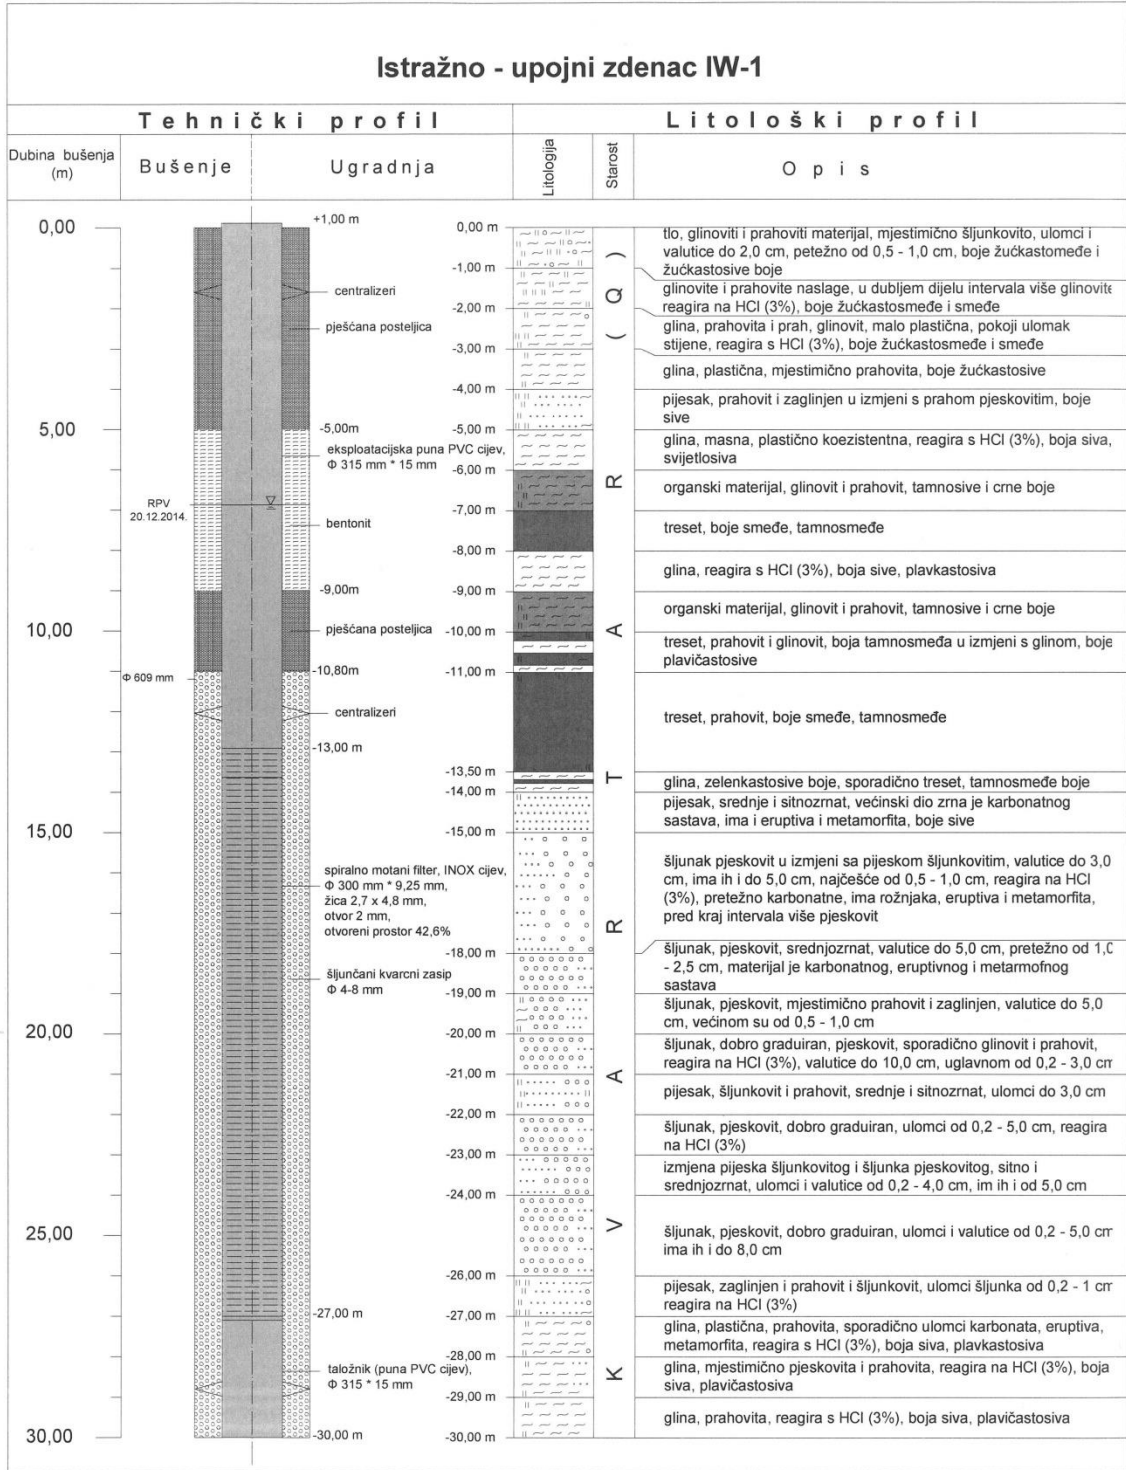 Istražno - upojni zdenac IW-1
Tehnički profil
Litološki profil
Dubina bušenja
(m)
Bušenje
Ugradnja
Litologija
Starost
Opis
0,00
5,00
10,00
15,00
20,00
25,00
30,00
RPV
20.12.2014.
Φ 609 mm
+1,00 m
centralizeri
pješčana posteljica
-5,00m
eksploatacijska puna PVC cijev,
Φ 315 mm * 15 mm
bentonit
-9,00m
pješčana posteljica
-10,80m
centralizeri
-13,00 m
spiralno motani filter, INOX cijev,
Φ 300 mm * 9,25 mm,
žica 2,7 x 4,8 mm,
otvor 2 mm,
otvoreni prostor 42,6%
šljunčani kvarcni zasip
Φ 4-8 mm
-27,00 m
taložnik (puna PVC cijev),
Φ 315 * 15 mm
-30,00 m
0,00 m
-1,00 m
-2,00 m
-3,00 m
-4,00 m
-5,00 m
-6,00 m
-7,00 m
-8,00 m
-9,00 m
-10,00 m
-11,00 m
-13,50 m
-14,00 m
-15,00 m
-18,00 m
-19,00 m
-20,00 m
-21,00 m
-22,00 m
-23,00 m
-24,00 m
-26,00 m
-27,00 m
-28,00 m
-29,00 m
-30,00 m
KVARTAR (Q)
tlo, glinoviti i prahoviti materijal, mjestimično šljunkovito, ulomci i
valutice do 2,0 cm, petežno od 0,5 - 1,0 cm, boje žućkastomeđe i
žućkastosive boje
glinovite i prahovite naslage, u dubljem dijelu intervala više glinovite
reagira na HCl (3%), boje žućkastosmeđe i smeđe
glina, prahovita i prah, glinovit, malo plastična, pokoji ulomak
stijene, reagira s HCl (3%), boje žućkastosmeđe i smeđe
glina, plastična, mjestimično prahovita, boje žućkastosive
pijesak, prahovit i zaglinjen u izmjeni s prahom pjeskovitim, boje
sive
glina, masna, plastično koezistentna, reagira s HCl (3%), boja siva,
svijetlosiva
organski materijal, glinovit i prahovit, tamnosive i crne boje
treset, boje smeđe, tamnosmeđe
glina, reagira s HCl (3%), boja sive, plavkastosiva
organski materijal, glinovit i prahovit, tamnosive i crne boje
treset, prahovit i glinovit, boja tamnosmeđa u izmjeni s glinom, boje
plavičastosive
treset, prahovit, boje smeđe, tamnosmeđe
glina, zelenkastosive boje, sporadično treset, tamnosmeđe boje
pijesak, srednje i sitnozrnat, većinski dio zrna je karbonatnog
sastava, ima i eruptiva i metamorfita, boje sive
šljunak pjeskovit u izmjeni sa pijeskom šljunkovitim, valutice do 3,0
cm, ima ih i do 5,0 cm, najčešće od 0,5 - 1,0 cm, reagira na HCl
(3%), pretežno karbonatne, ima rožnjaka, eruptiva i metamorfita,
pred kraj intervala više pjeskovit
šljunak, pjeskovit, srednjozrnat, valutice do 5,0 cm, pretežno od 1,0
- 2,5 cm, materijal je karbonatnog, eruptivnog i metarmofnog
sastava
šljunak, pjeskovit, mjestimično prahovit i zaglinjen, valutice do 5,0
cm, većinom su od 0,5 - 1,0 cm
šljunak, dobro graduiran, pjeskovit, sporadično glinovit i prahovit,
reagira na HCl (3%), valutice do 10,0 cm, uglavnom od 0,2 - 3,0 cm
pijesak, šljunkovit i prahovit, srednje i sitnozrnat, ulomci do 3,0 cm
šljunak, pjeskovit, dobro graduiran, ulomci od 0,2 - 5,0 cm, reagira
na HCl (3%)
izmjena pijeska šljunkovitog i šljunka pjeskovitog, sitno i
srednjozrnat, ulomci i valutice od 0,2 - 4,0 cm, im ih i od 5,0 cm
šljunak, pjeskovit, dobro graduiran, ulomci i valutice od 0,2 - 5,0 cm
ima ih i do 8,0 cm
pijesak, zaglinjen i prahovit i šljunkovit, ulomci šljunka od 0,2 - 1 cm
reagira na HCl (3%)
glina, plastična, prahovita, sporadično ulomci karbonata, eruptiva,
metamorfita, reagira s HCl (3%), boja siva, plavkastosiva
glina, mjestimično pjeskovita i prahovita, reagira na HCl (3%), boja
siva, plavičastosiva
glina, prahovita, reagira s HCl (3%), boja siva, plavičastosiva